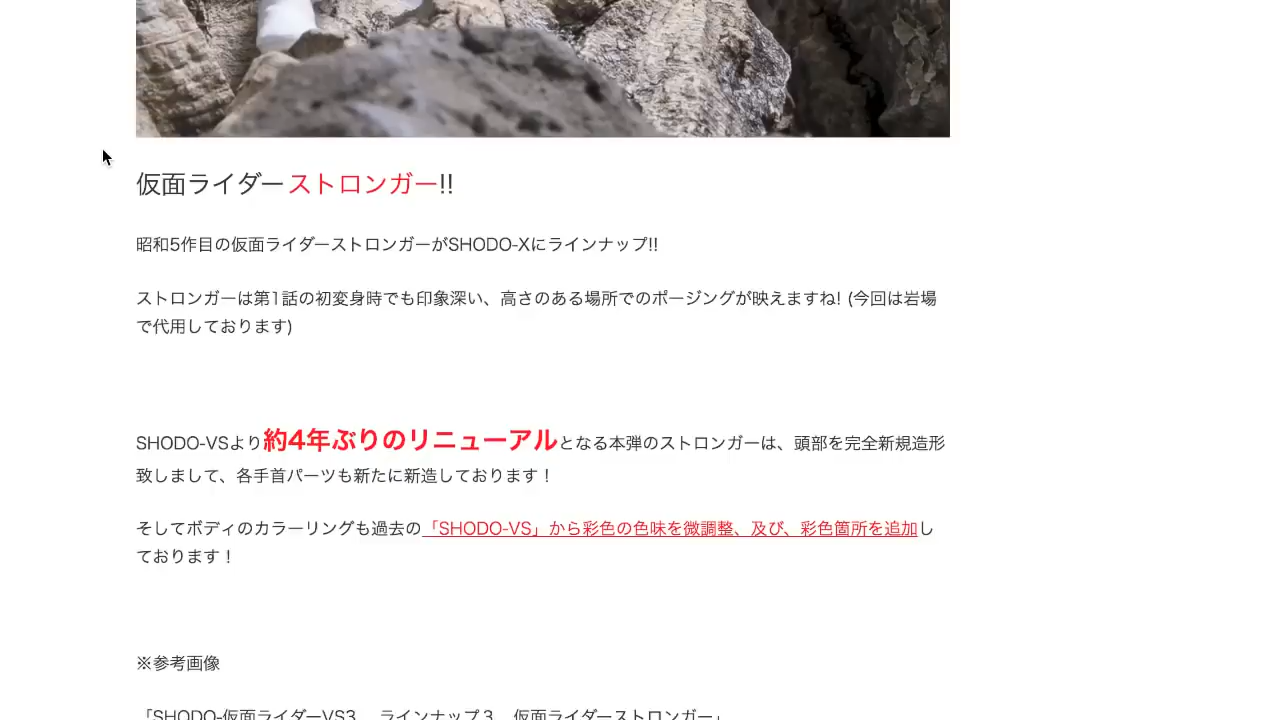 仮面ライダーストロンガー!!
昭和5作目の仮面ライダーストロンガーがSHODO-Xにラインナップ!!
ストロンガーは第1話の初変身時でも印象深い、高さのある場所でのポージングが映えますね! (今回は岩場
で代用しております)
SHODO-VSより約4年ぶりのリニューアルとなる本弾のストロンガーは、頭部を完全新規造形
致しまして、各手首パーツも新たに新造しております！
そしてボディのカラーリングも過去の「SHODO-VS」から彩色の色味を微調整、及び、彩色箇所を追加し
ております！
※参考画像
「SHODO-仮面ライダーVS3　ラインナップ３　仮面ライダーストロンガー」